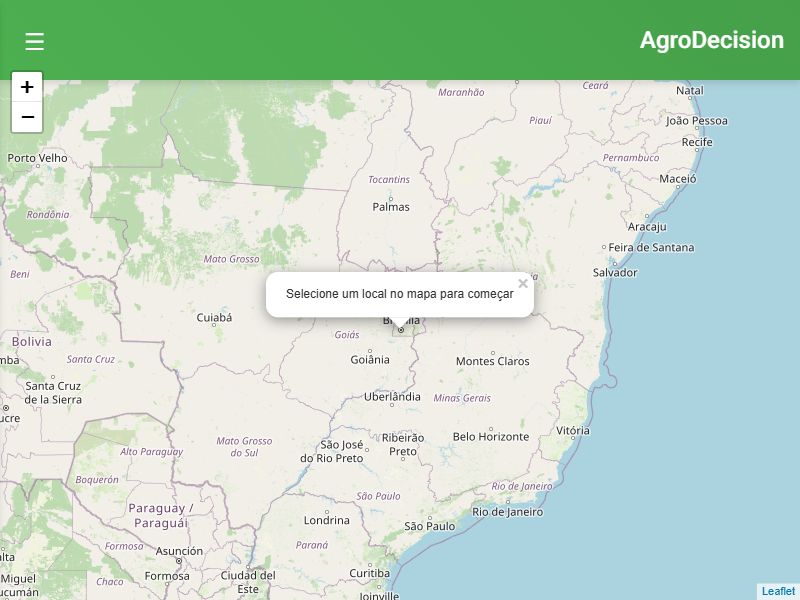 ☰
AgroDecision
+
−
Maranhão
Ceará
Natal
Piauí
João Pessoa
Recife
Porto Velho
Pernambuco
Tocantins
Maceió
Palmas
Rondônia
Aracaju
Feira de Santana
Mato Grosso
Beni
Salvador
Selecione um local no mapa para começar
×
Cuiabá
Goiás
Bolivia
Santa Cruz
Goiânia
Montes Claros
Santa Cruz
de la Sierra
Uberlândia
Minas Gerais
Vitória
Mato Grosso
do Sul
São José
do Rio Preto
Ribeirão
Preto
Belo Horizonte
Alto Paraguay
Boquerón
São Paulo
Rio de Janeiro
Paraguay /
Paraguái
Londrina
São Paulo
Rio de Janeiro
Formosa
Asunción
Paraná
Chaco
Formosa
Ciudad del
Este
Curitiba
Miguel
Joinville
Leaflet